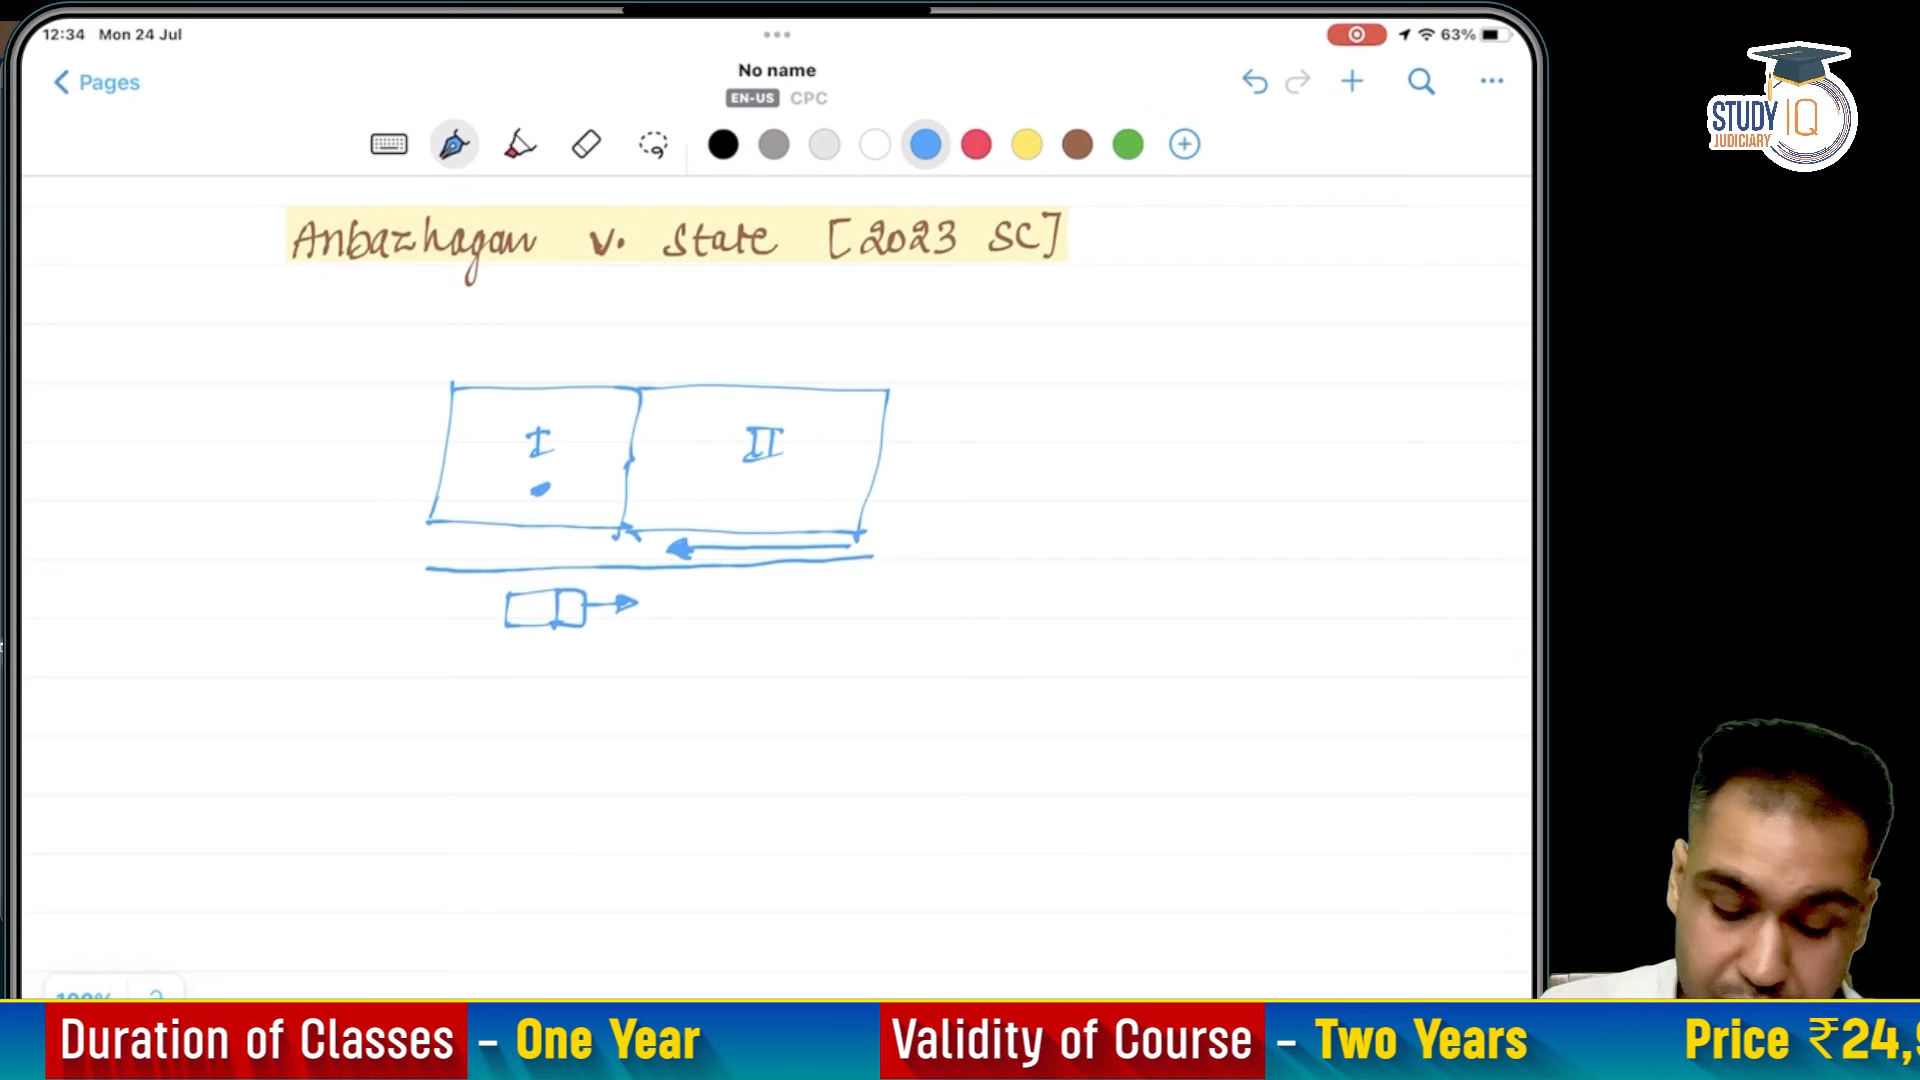 12:34 Mon 24 Jul
63%
Pages
No name
EN-US CPC
STUDY IQ
JUDICIARY
Anbazhagan v. State [2023 SC]
I
II
Duration of Classes - One Year Validity of Course - Two Years Price ₹24,9